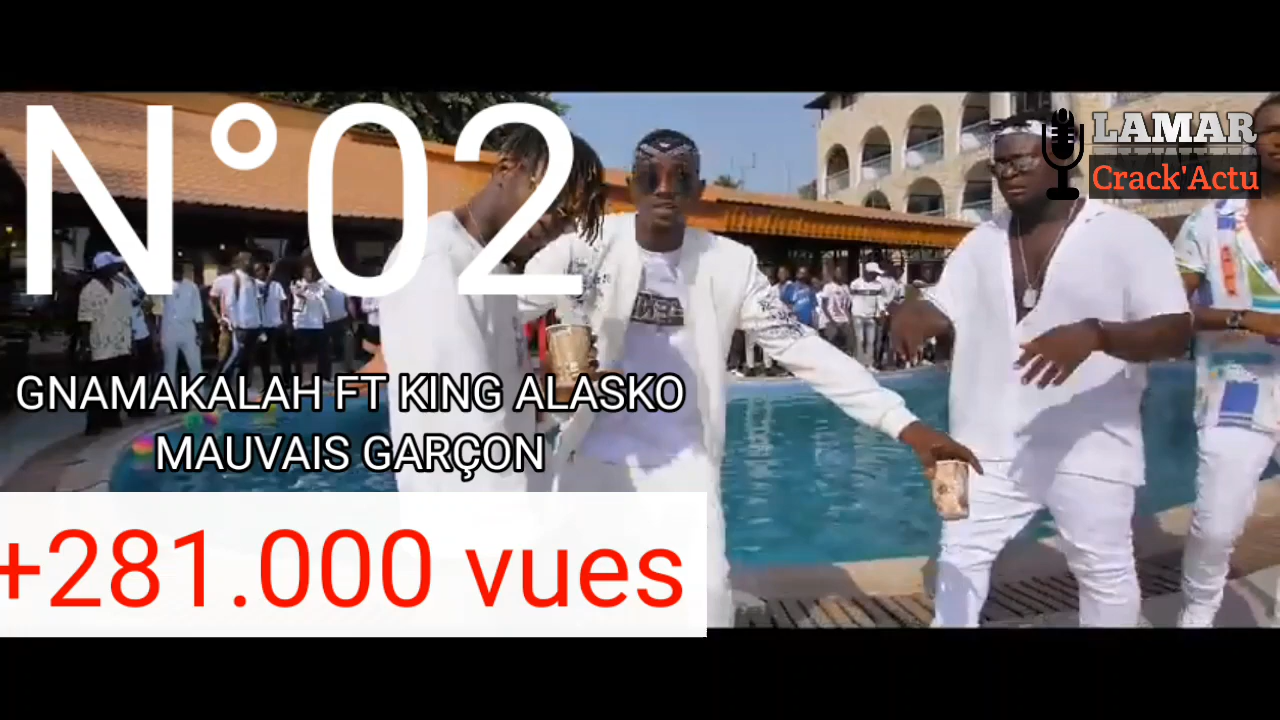 N°02
LAMAR
Crack'Actu
GNAMAKALAH FT KING ALASKO
MAUVAIS GARÇON
+281.000 vues